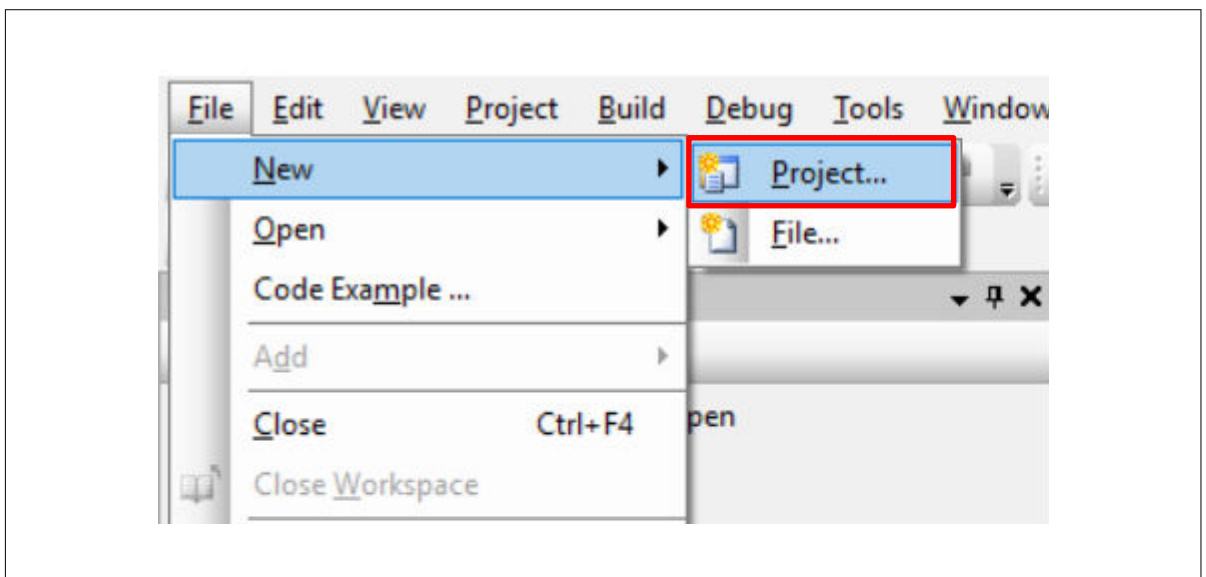 File Edit View Project Build Debug Tools Window
New Project...
Open File...
Code Example ...
Add
Close Ctrl+F4 pen
Close Workspace